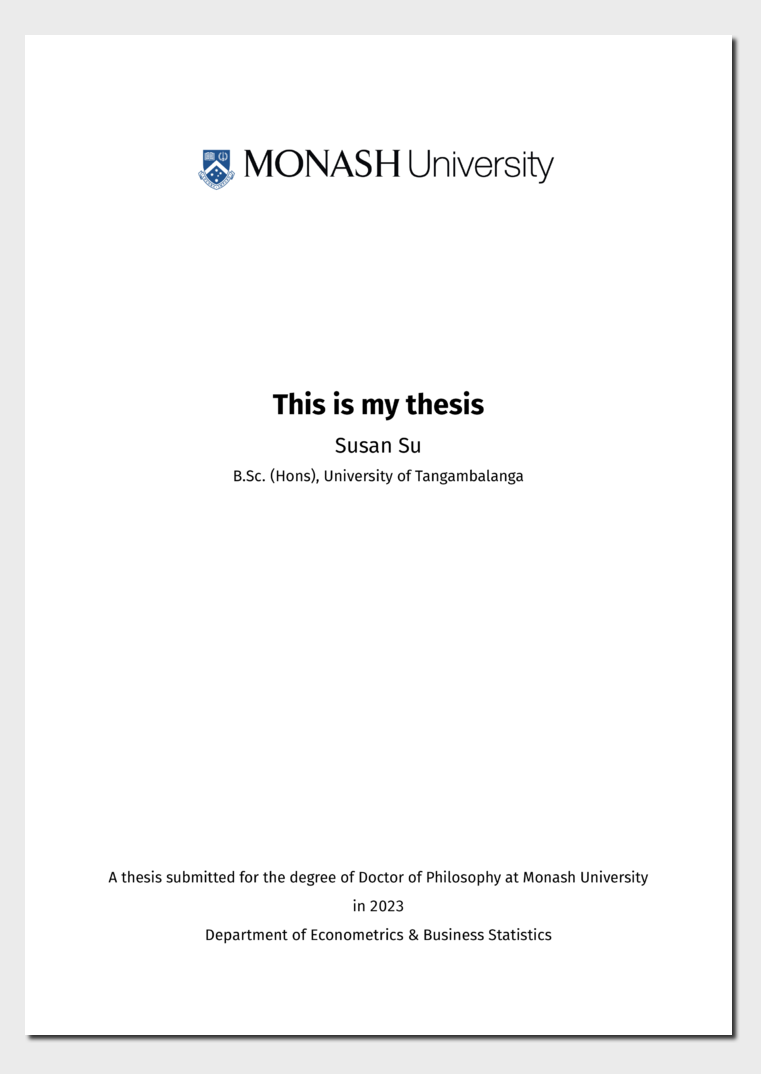 MONASH University
This is my thesis
Susan Su
B.Sc. (Hons), University of Tangambalanga
A thesis submitted for the degree of Doctor of Philosophy at Monash University
in 2023
Department of Econometrics & Business Statistics